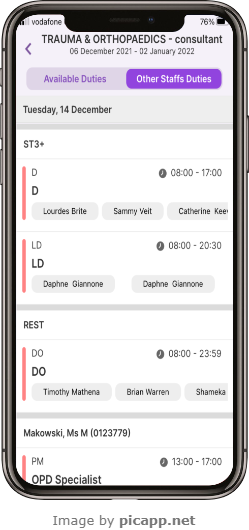 76%
TRAUMA & ORTHOPAEDICS - consultant
06 December 2021 - 02 January 2022
Available Duties
Other Staffs Duties
Tuesday, 14 December
ST3+
D
08:00 - 17:00
D
Lourdes Brite
Sammy Veit
Catherine Kee
LD
08:00 - 20:30
LD
Daphne Giannone
Daphne Giannone
REST
DO
08:00 - 23:59
DO
Timothy Mathena
Brian Warren
Shameka
Makowski, Ms M (0123779)
PM
13:00 - 17:00
OPD Specialist
Image by picapp.net